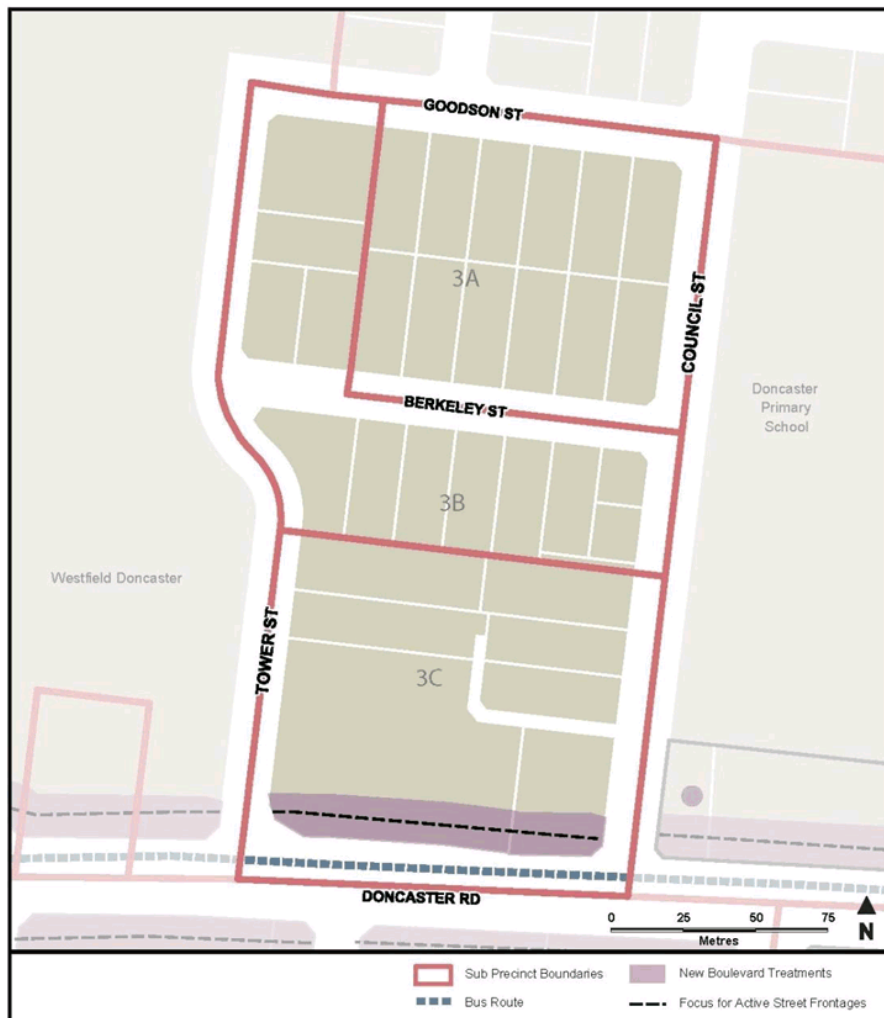 GOODSON ST
3A
COUNCIL ST
BERKELEY ST
Doncaster
Primary
School
3B
Westfield Doncaster
TOWER ST
3C
DONCASTER RD
0 25 50 75
Metres
N
Sub Precinct Boundaries
New Boulevard Treatments
Bus Route
Focus for Active Street Frontages